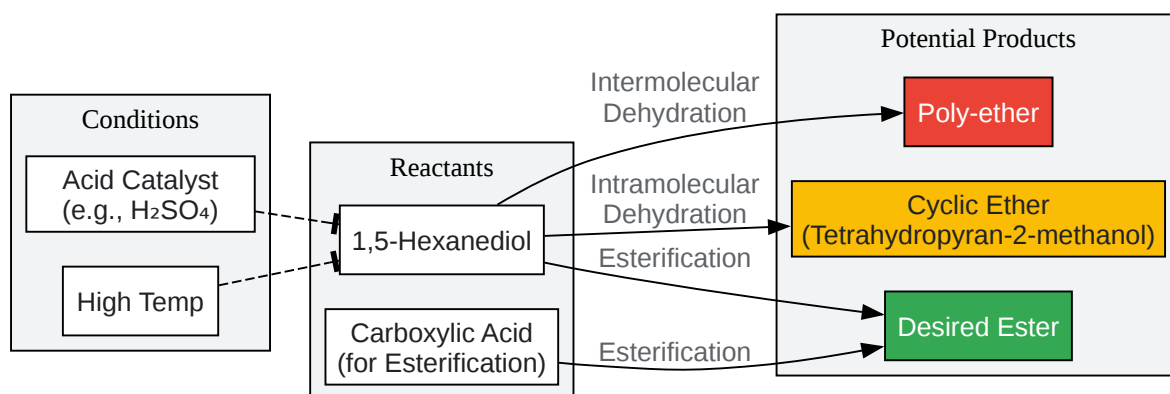 Conditions
Acid Catalyst
(e.g., H₂SO₄)
High Temp
Reactants
1,5-Hexanediol
Carboxylic Acid
(for Esterification)
Intermolecular
Dehydration
Intramolecular
Dehydration
Esterification
Esterification
Potential Products
Poly-ether
Cyclic Ether
(Tetrahydropyran-2-methanol)
Desired Ester